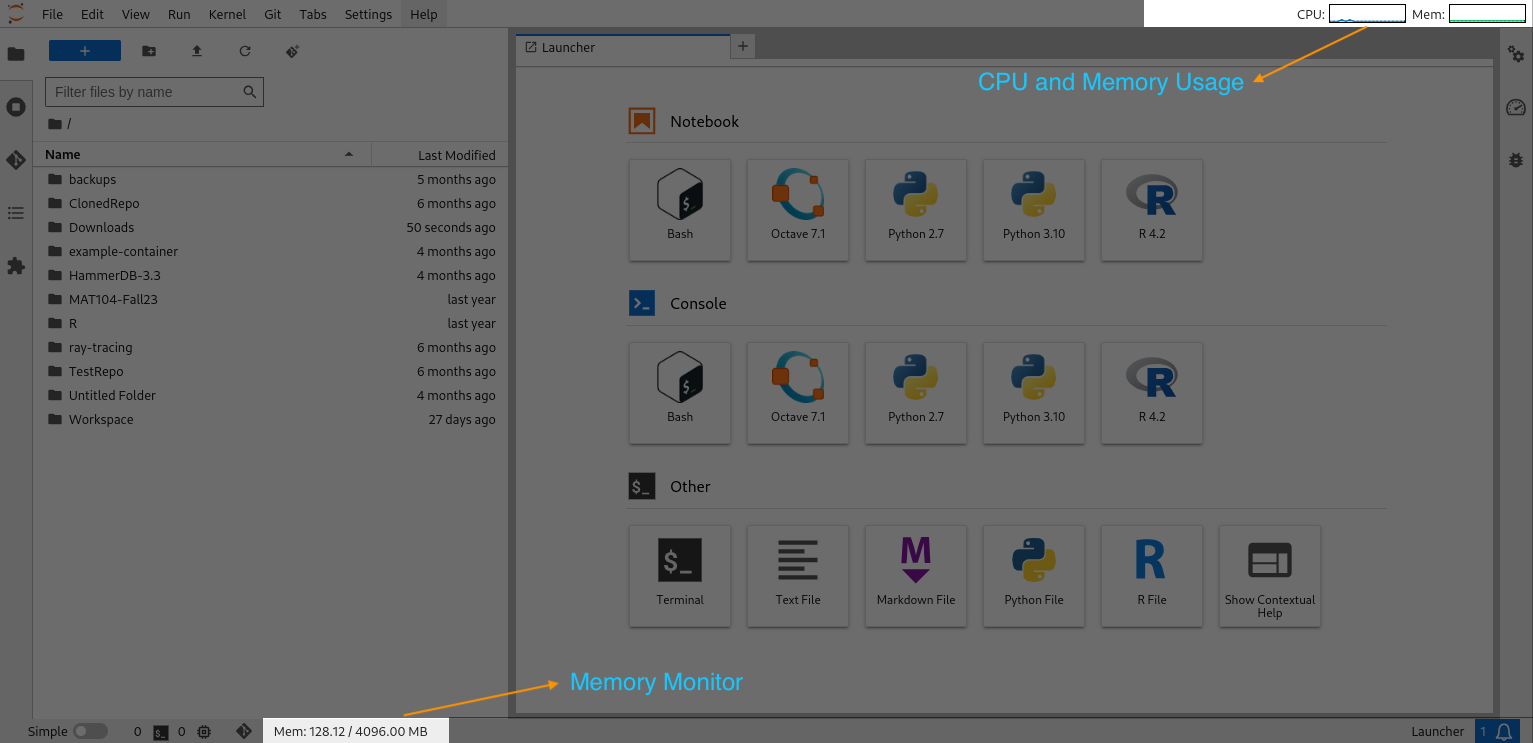 File Edit View Run Kernel Git Tabs Settings Help
CPU: Mem:
+
Launcher
+
CPU and Memory Usage
Filter files by name
/
Name Last Modified
backups 5 months ago
ClonedRepo 6 months ago
Downloads 50 seconds ago
example-container 4 months ago
HammerDB-3.3 4 months ago
MAT104-Fall23 last year
R last year
ray-tracing 6 months ago
TestRepo 6 months ago
Untitled Folder 4 months ago
Workspace 27 days ago
Notebook
$_
Bash Octave 7.1 Python 2.7 Python 3.10 R 4.2
Console
$_
Bash Octave 7.1 Python 2.7 Python 3.10 R 4.2
$_ Other
$_ M R
Terminal Text File Markdown File Python File R File Show Contextual
Help
Memory Monitor
Simple 0 $_ 0 Mem: 128.12 / 4096.00 MB Launcher 1